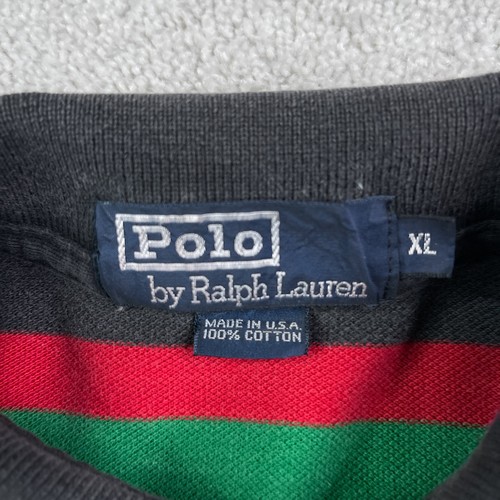 Polo
by Ralph Lauren
XL
MADE IN U.S.A.
100% COTTON